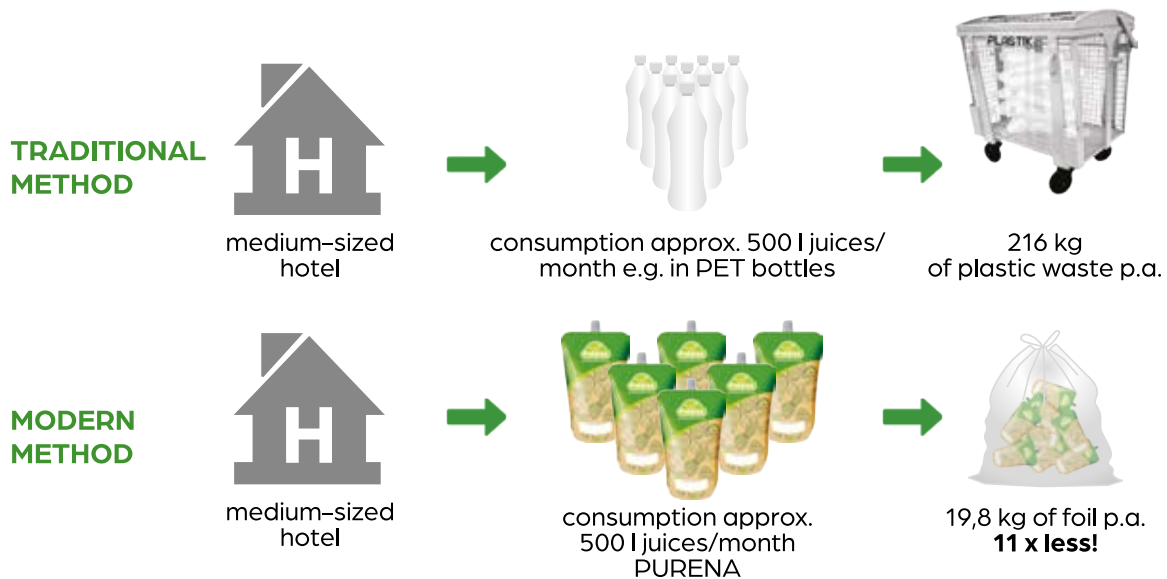 TRADITIONAL
METHOD
H
medium-sized
hotel
consumption approx. 500 l juices/
month e.g. in PET bottles
PLASTIK
216 kg
of plastic waste p.a.
MODERN
METHOD
H
medium-sized
hotel
consumption approx.
500 l juices/month
PURENA
19,8 kg of foil p.a.
11 x less!